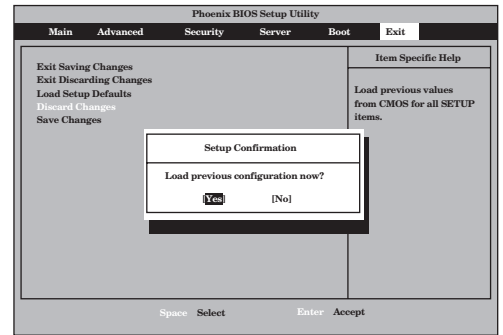 Phoenix BIOS Setup Utility
Main Advanced Security Server Boot Exit
Item Specific Help
Exit Saving Changes
Exit Discarding Changes
Load Setup Defaults
Discard Changes
Save Changes
Load previous values
from CMOS for all SETUP
items.
Setup Confirmation
Load previous configuration now?
[Yes] [No]
Space Select Enter Accept